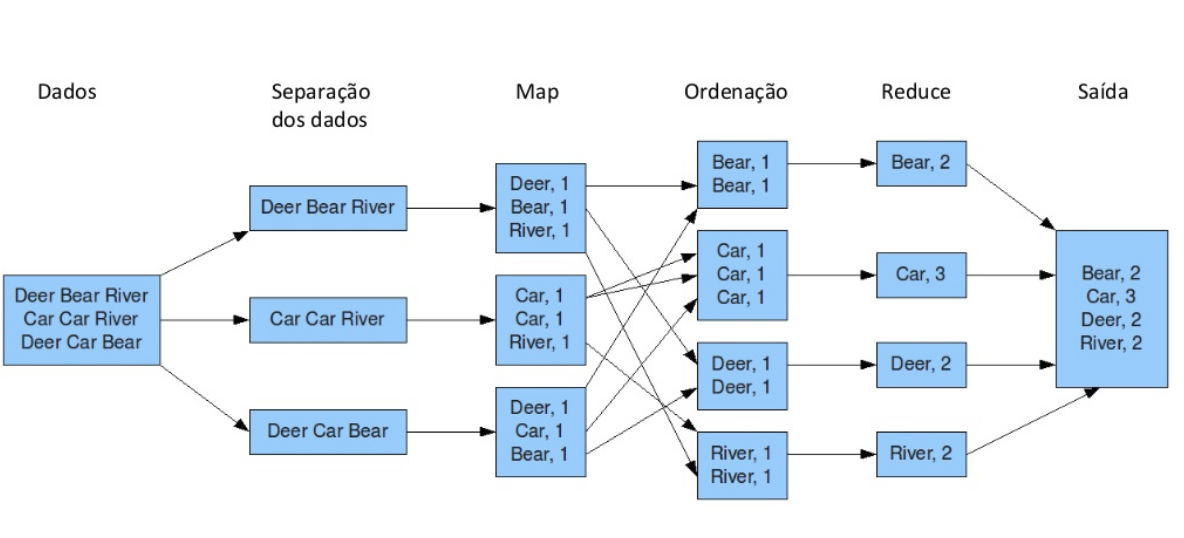 Dados
Separação
dos dados
Map
Ordenação
Reduce
Saída
Deer Bear River
Car Car River
Deer Car Bear
Deer Bear River
Car Car River
Deer Car Bear
Deer, 1
Bear, 1
River, 1
Car, 1
Car, 1
River, 1
Deer, 1
Car, 1
Bear, 1
Bear, 1
Bear, 1
Car, 1
Car, 1
Car, 1
Deer, 1
Deer, 1
River, 1
River, 1
Bear, 2
Car, 3
Deer, 2
River, 2
Bear, 2
Car, 3
Deer, 2
River, 2